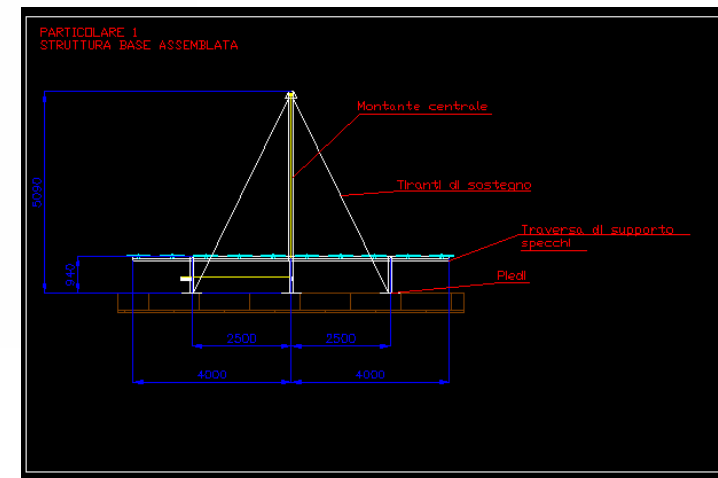 PARTICOLARE 1
STRUTTURA BASE ASSEMBLATA
Montante centrale
Tiranti di sostegno
Traversa di supporto
specchi
Piedi
5090
940
2500
2500
4000
4000